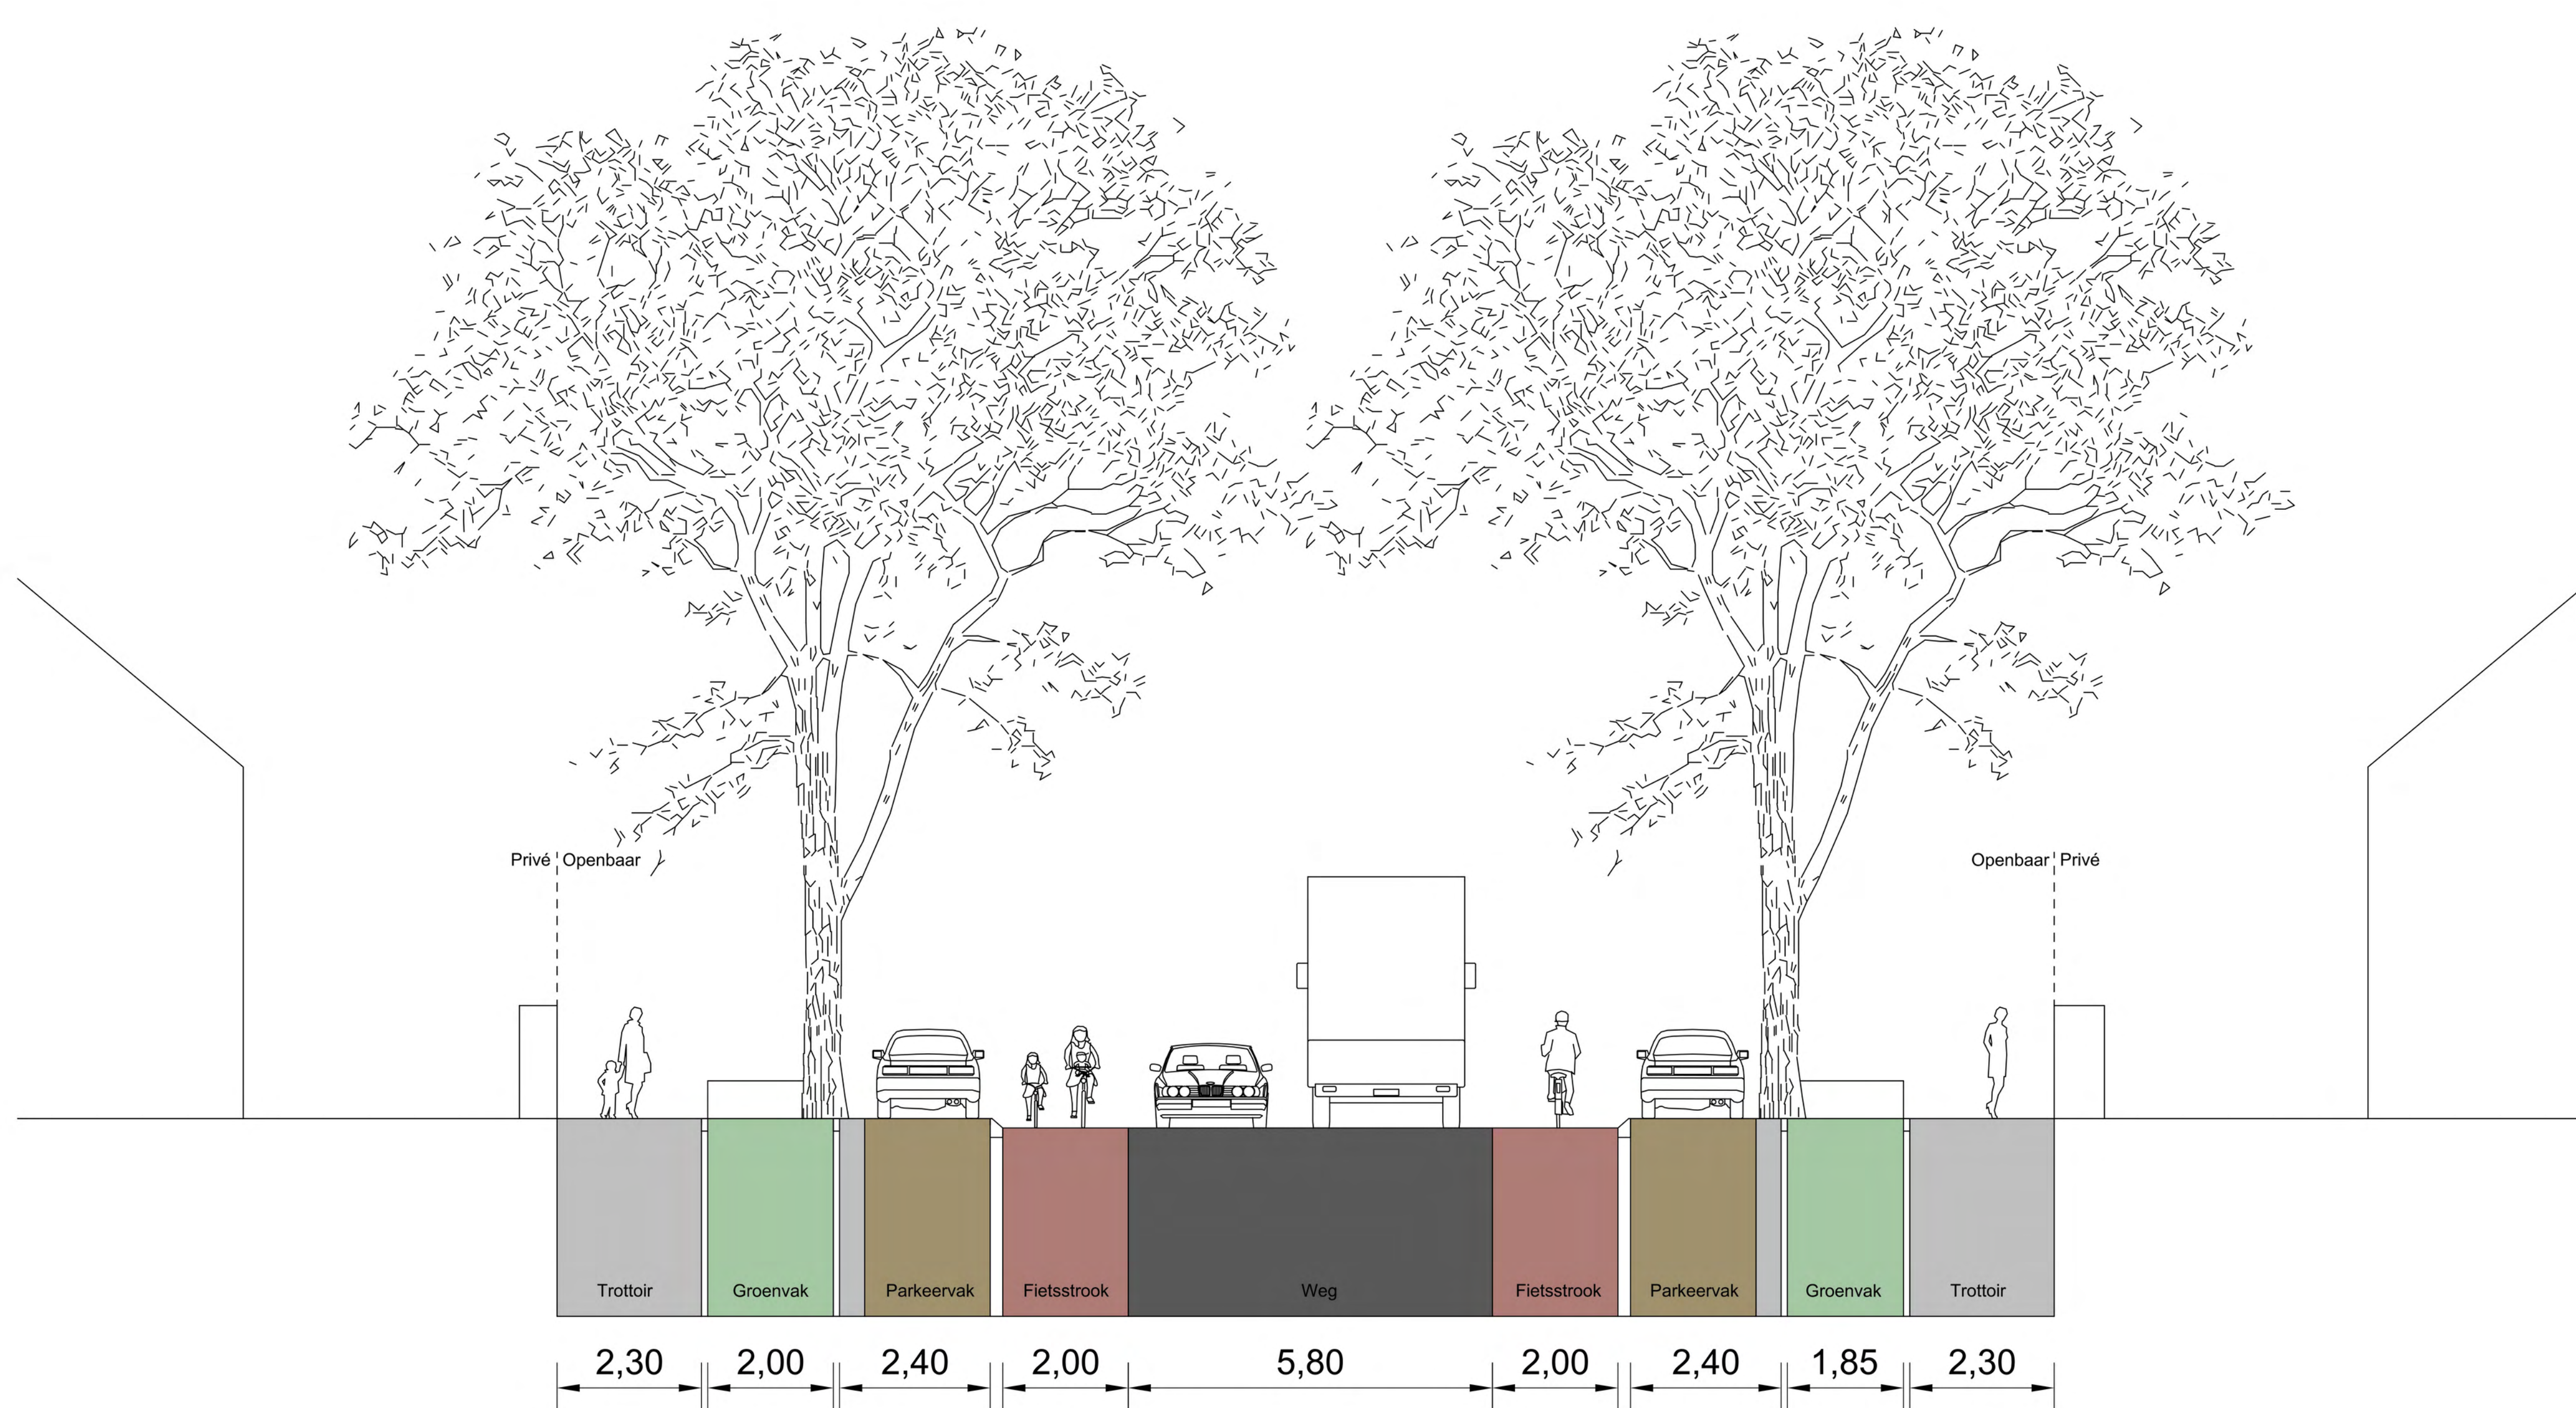 Privé Openbaar
Openbaar Privé
Trottoir
Groenvak
Parkeervak
Fietsstrook
Weg
Fietsstrook
Parkeervak
Groenvak
Trottoir
2,30
2,00
2,40
2,00
5,80
2,00
2,40
1,85
2,30